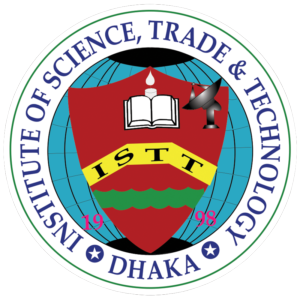 INSTITUTE OF SCIENCE, TRADE & TECHNOLOGY
ISTT
19 98
DHAKA